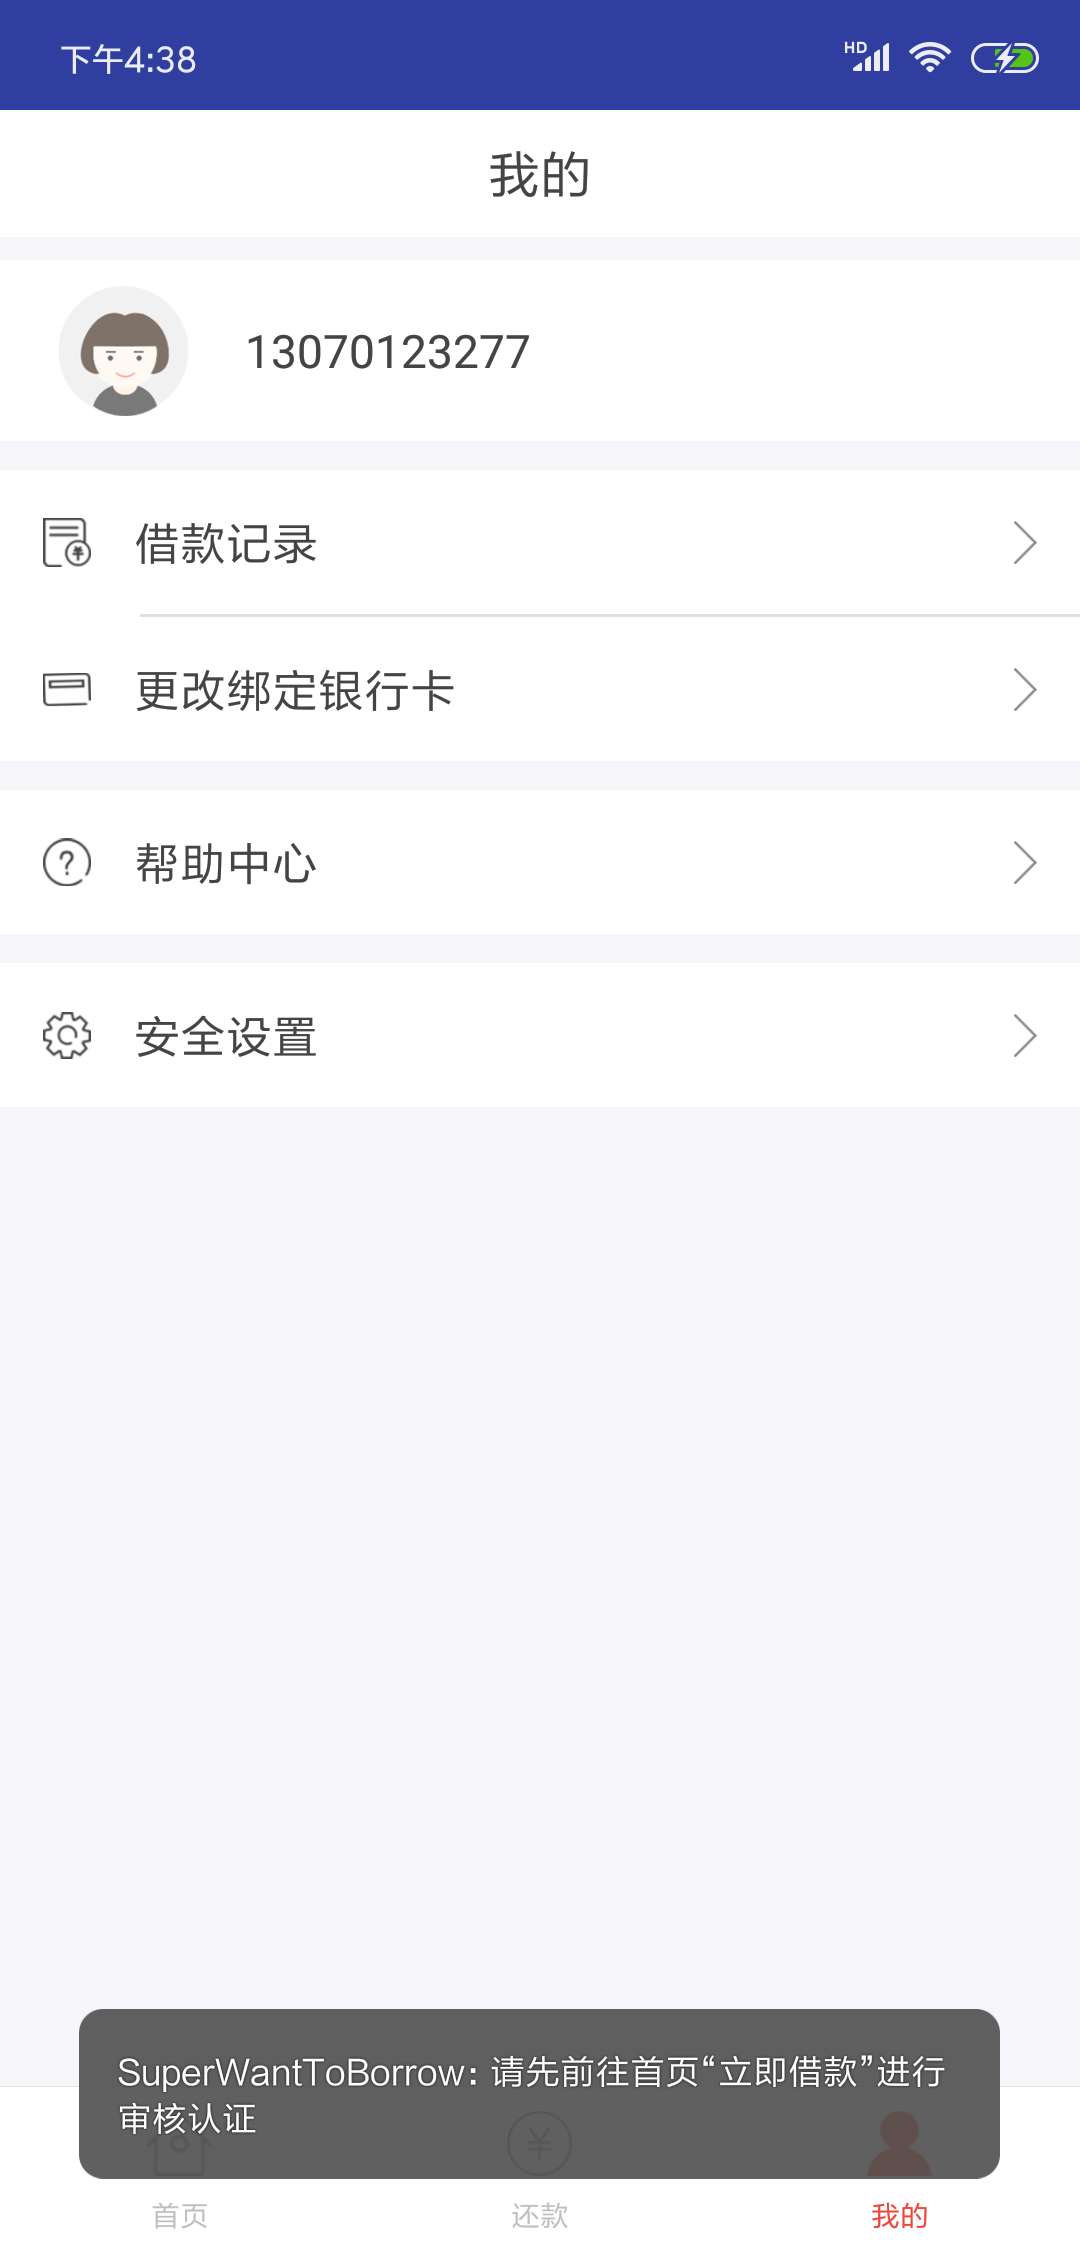 下午4:38
HD
我的
13070123277
借款记录
更改绑定银行卡
帮助中心
安全设置
SuperWantToBorrow: 请先前往首页“立即借款”进行
审核认证
首页
还款
我的